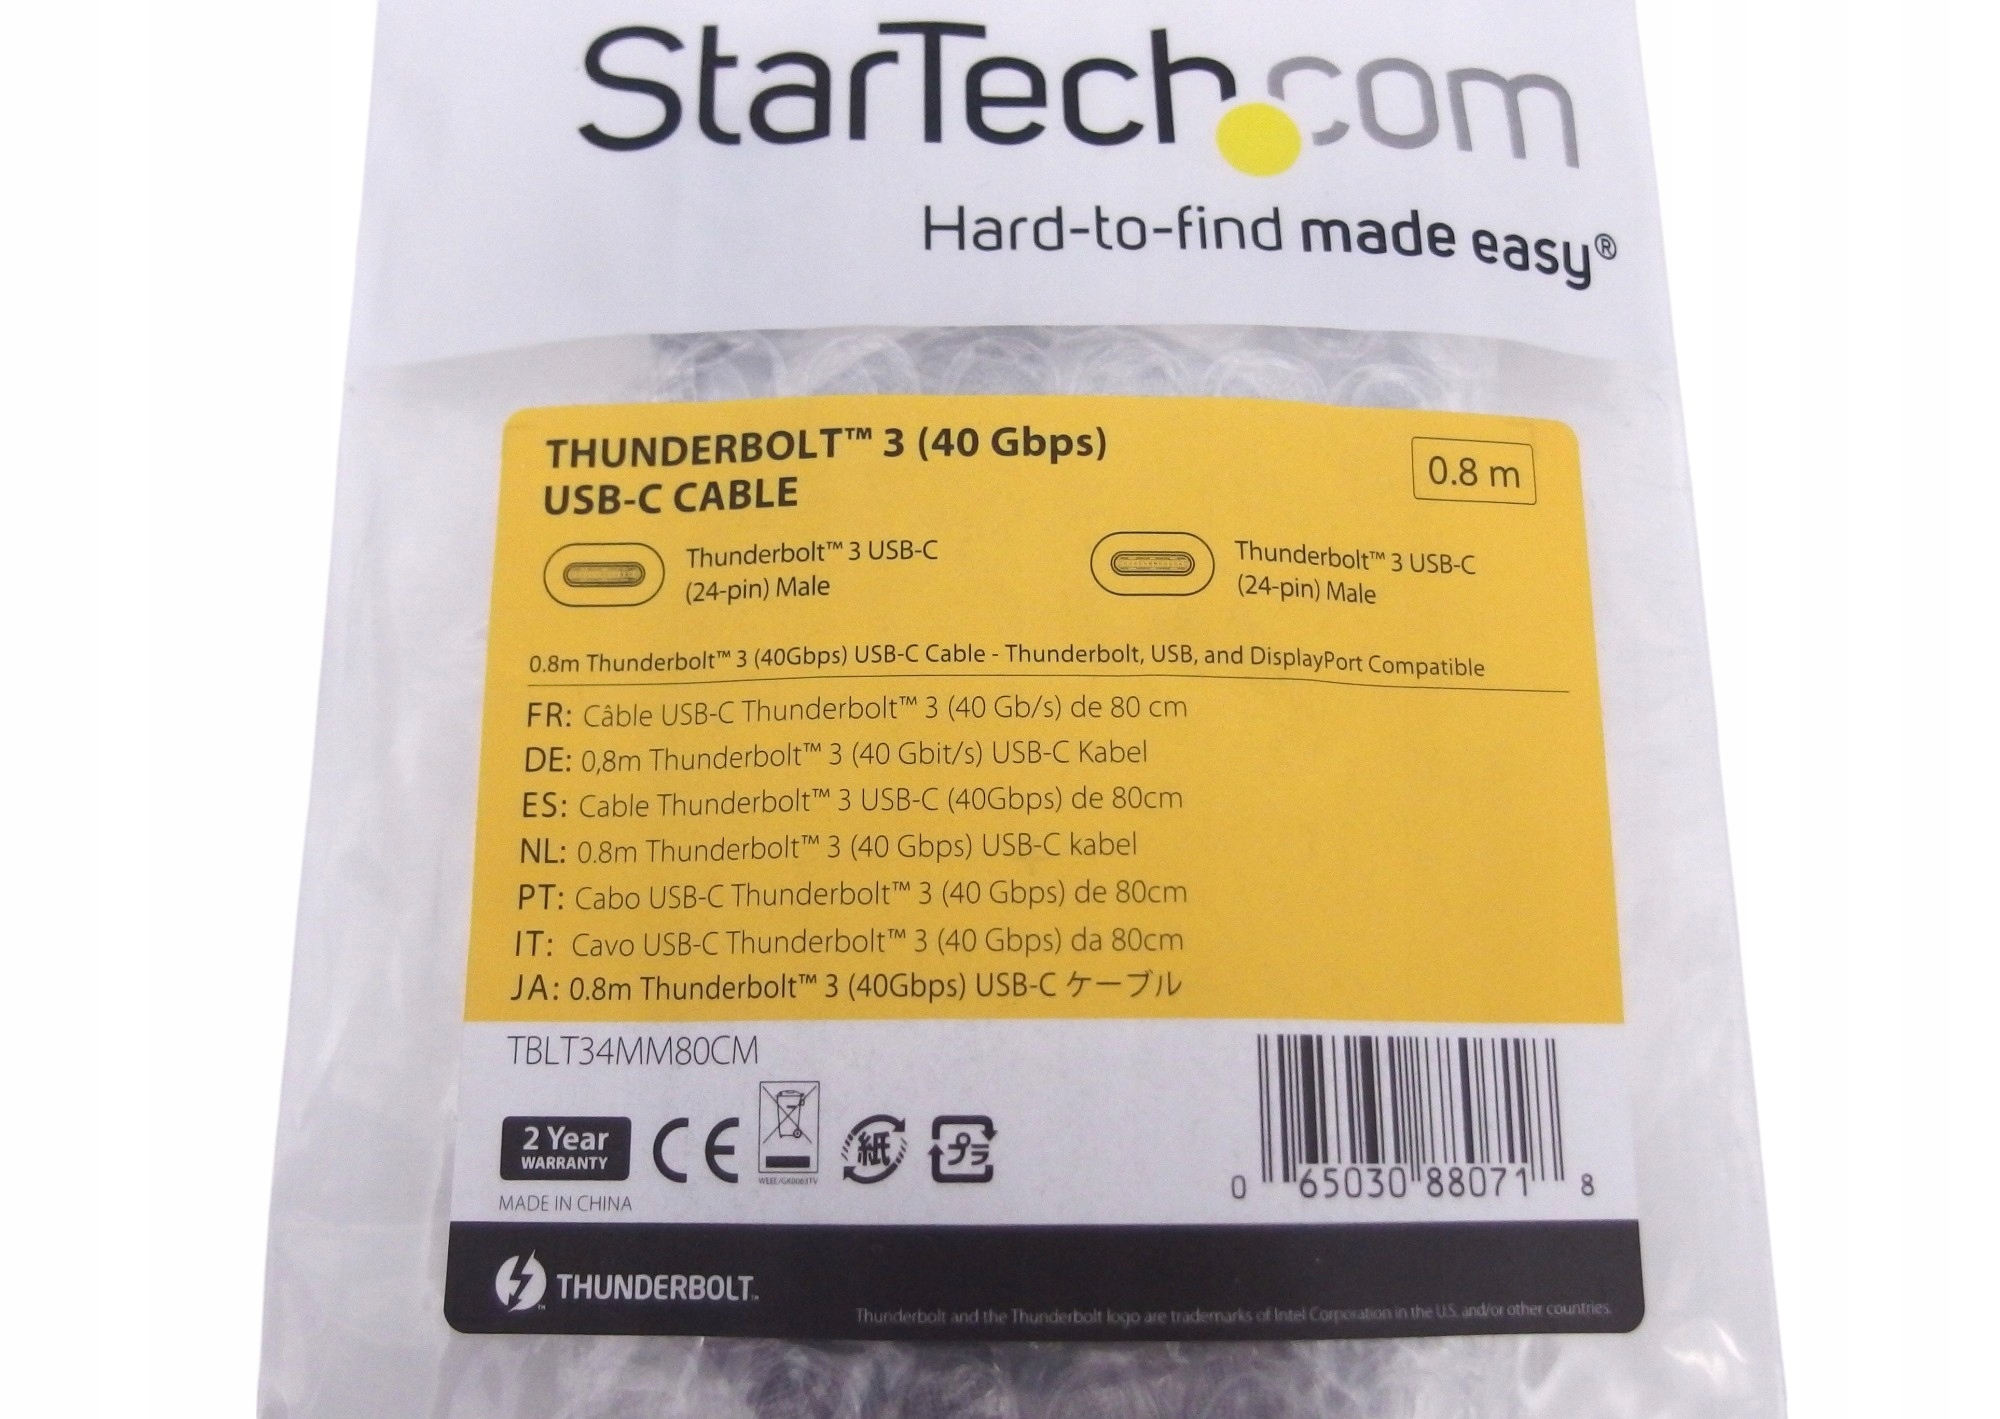 StarTech.com
Hard-to-find made easy®
THUNDERBOLT™ 3 (40 Gbps)
USB-C CABLE
0.8 m
Thunderbolt™ 3 USB-C
(24-pin) Male
Thunderbolt™ 3 USB-C
(24-pin) Male
0.8m Thunderbolt™ 3 (40Gbps) USB-C Cable - Thunderbolt, USB, and DisplayPort Compatible
FR: Câble USB-C Thunderbolt™ 3 (40 Gb/s) de 80 cm
DE: 0,8m Thunderbolt™ 3 (40 Gbit/s) USB-C Kabel
ES: Cable Thunderbolt™ 3 USB-C (40Gbps) de 80cm
NL: 0.8m Thunderbolt™ 3 (40 Gbps) USB-C kabel
PT: Cabo USB-C Thunderbolt™ 3 (40 Gbps) de 80cm
IT: Cavo USB-C Thunderbolt™ 3 (40 Gbps) da 80cm
JA: 0.8m Thunderbolt™ 3 (40Gbps) USB-C ケーブル
TBLT34MM80CM
2 Year
WARRANTY
CE
紙
プラ
MADE IN CHINA
0 65030 88071 8
THUNDERBOLT™
Thunderbolt and the Thunderbolt logo are trademarks of Intel Corporation in the U.S. and/or other countries.